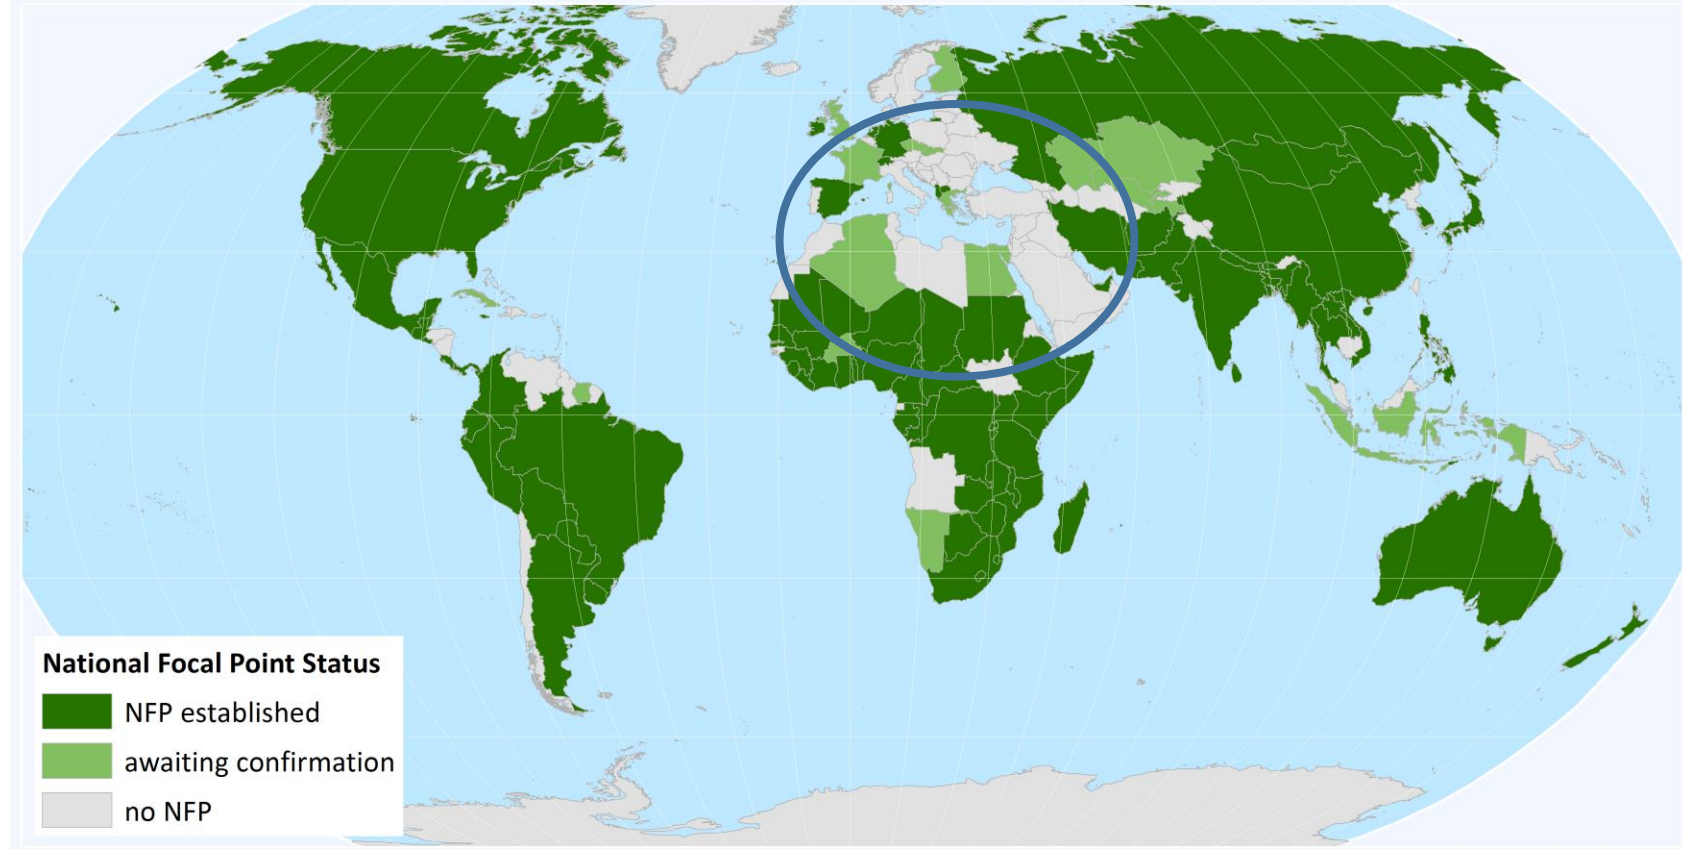 National Focal Point Status
NFP established
awaiting confirmation
no NFP